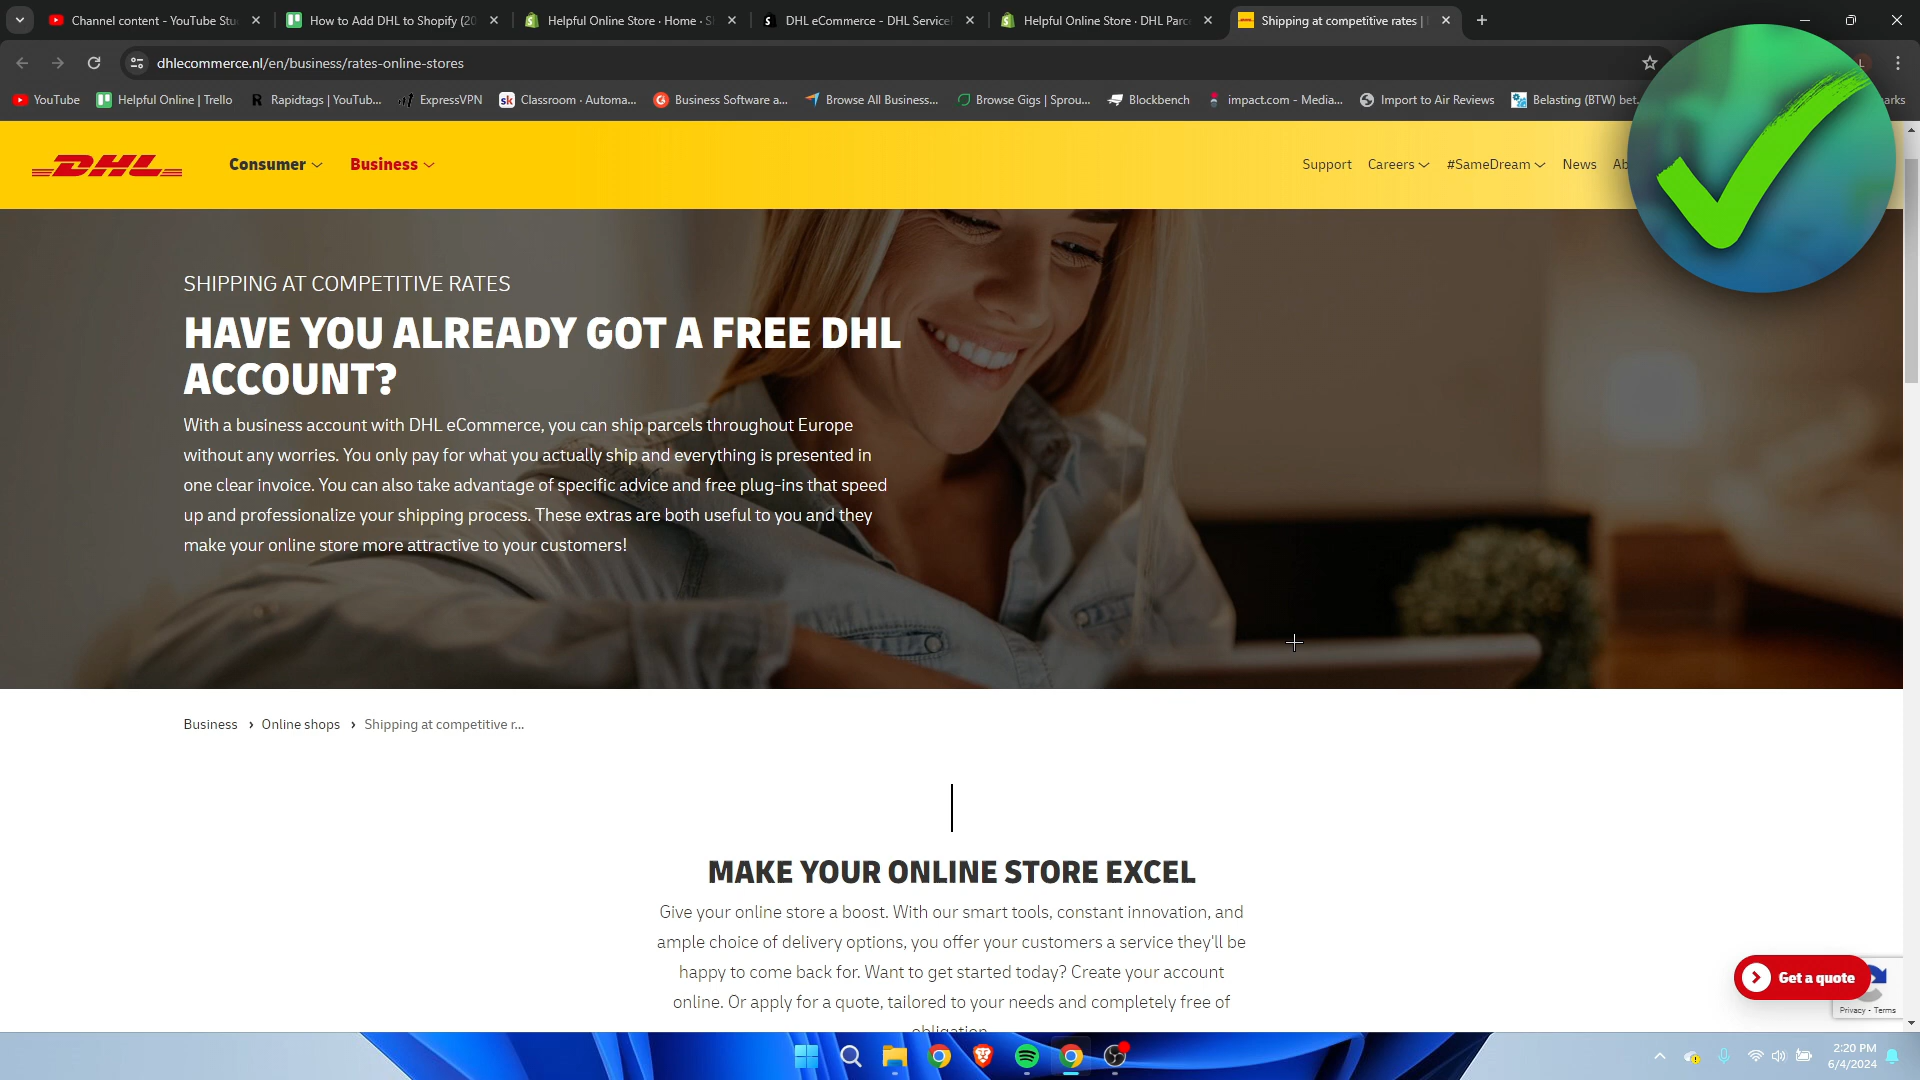 Channel content - YouTube Stu
How to Add DHL to Shopify (20
Helpful Online Store · Home · S
DHL eCommerce - DHL Service
Helpful Online Store · DHL Parc
Shipping at competitive rates |
dhlecommerce.nl/en/business/rates-online-stores
YouTube
Helpful Online | Trello
Rapidtags | YouTub...
ExpressVPN
Classroom · Automa...
Business Software a...
Browse All Business...
Browse Gigs | Sprou...
Blockbench
impact.com - Media...
Import to Air Reviews
Belasting (BTW) bet.
arks
DHL
Consumer
Business
Support
Careers
#SameDream
News
Ab
SHIPPING AT COMPETITIVE RATES
HAVE YOU ALREADY GOT A FREE DHL
ACCOUNT?
With a business account with DHL eCommerce, you can ship parcels throughout Europe
without any worries. You only pay for what you actually ship and everything is presented in
one clear invoice. You can also take advantage of specific advice and free plug-ins that speed
up and professionalize your shipping process. These extras are both useful to you and they
make your online store more attractive to your customers!
Business › Online shops › Shipping at competitive r...
MAKE YOUR ONLINE STORE EXCEL
Give your online store a boost. With our smart tools, constant innovation, and
ample choice of delivery options, you offer your customers a service they'll be
happy to come back for. Want to get started today? Create your account
online. Or apply for a quote, tailored to your needs and completely free of
obligation.
Get a quote
Privacy - Terms
2:20 PM
6/4/2024